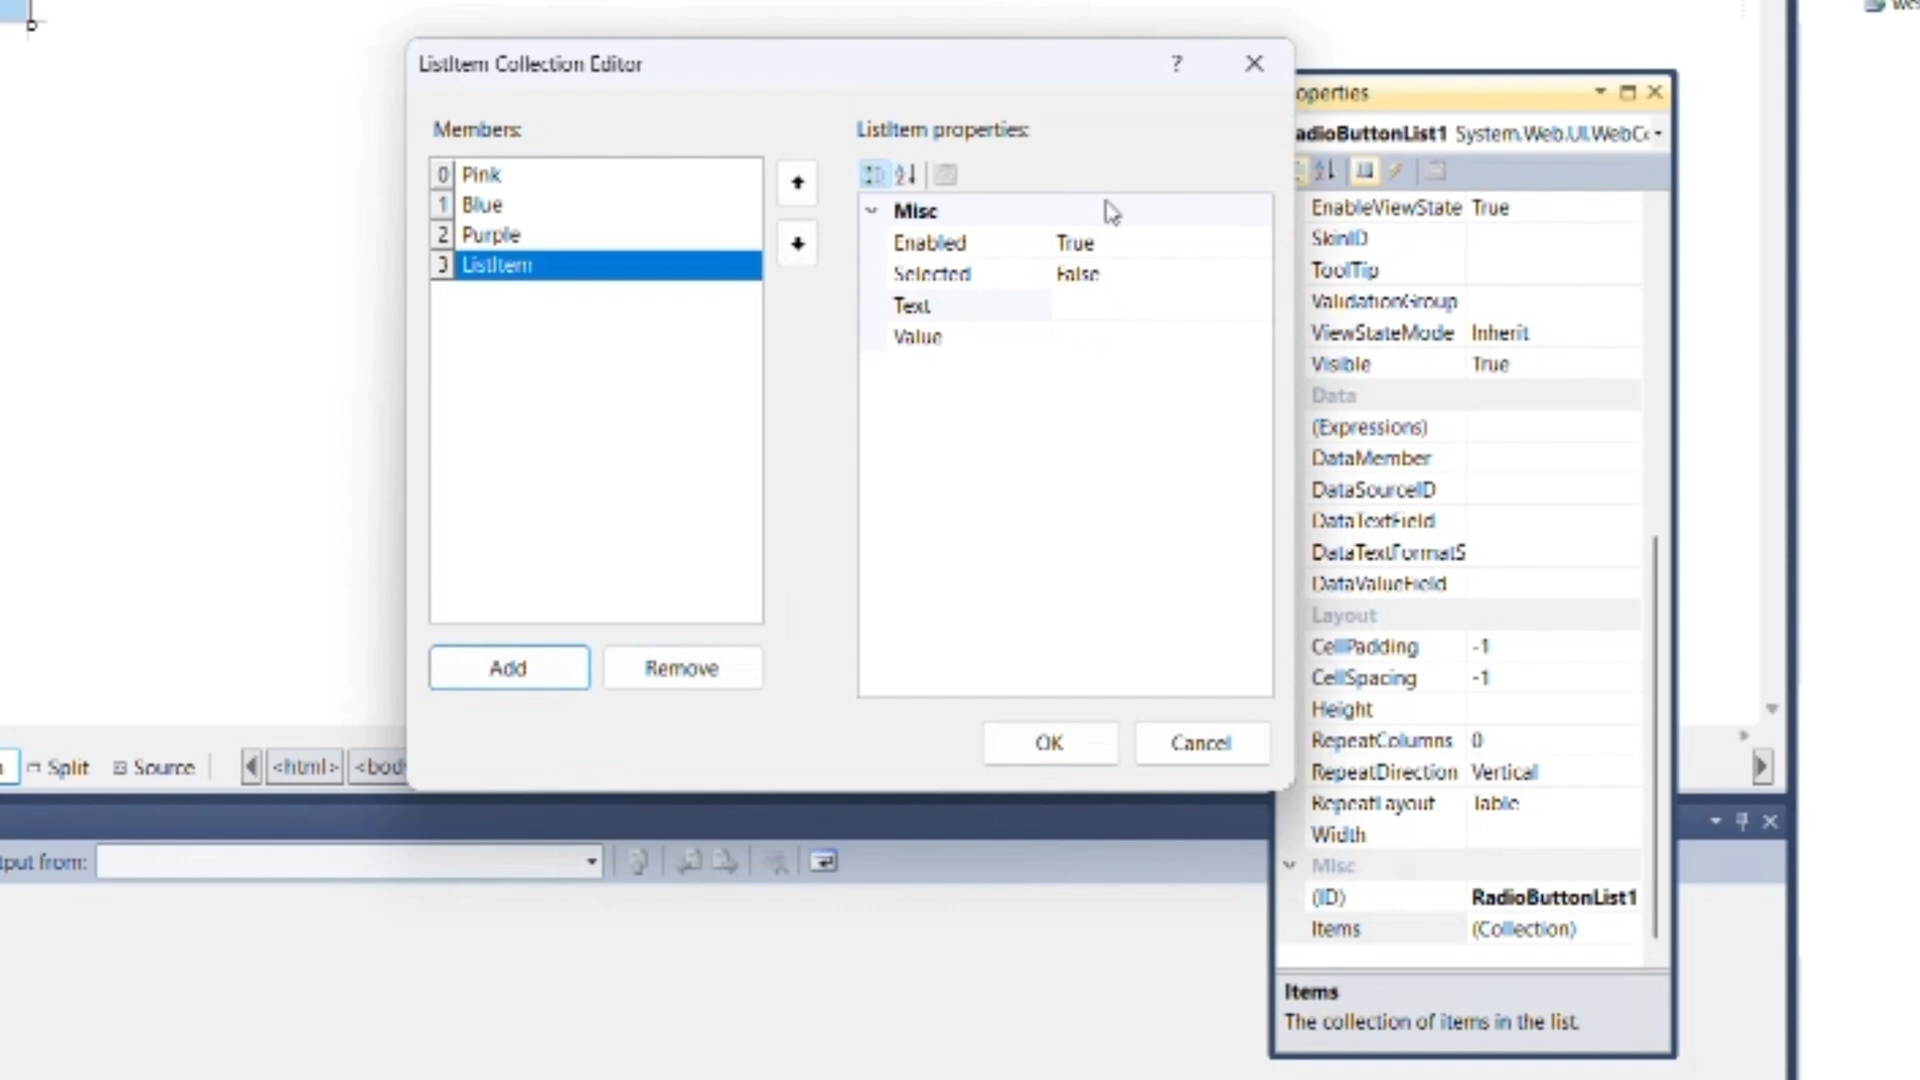 ListItem Collection Editor
?
Members:
0 Pink
1 Blue
2 Purple
3 ListItem
Add
Remove
ListItem properties:
Misc
Enabled True
Selected False
Text
Value
OK
Cancel
operties
adioButtonList1 System.Web.UI.WebC
EnableViewState True
SkinID
ToolTip
ValidationGroup
ViewStateMode Inherit
Visible True
Data
(Expressions)
DataMember
DataSourceID
DataTextField
DataTextFormatS
DataValueField
Layout
CellPadding -1
CellSpacing -1
Height
RepeatColumns 0
RepeatDirection Vertical
RepeatLayout Table
Width
Misc
(ID) RadioButtonList1
Items (Collection)
Items
The collection of items in the list.
Split
Source
<html>
<bod
tput from: